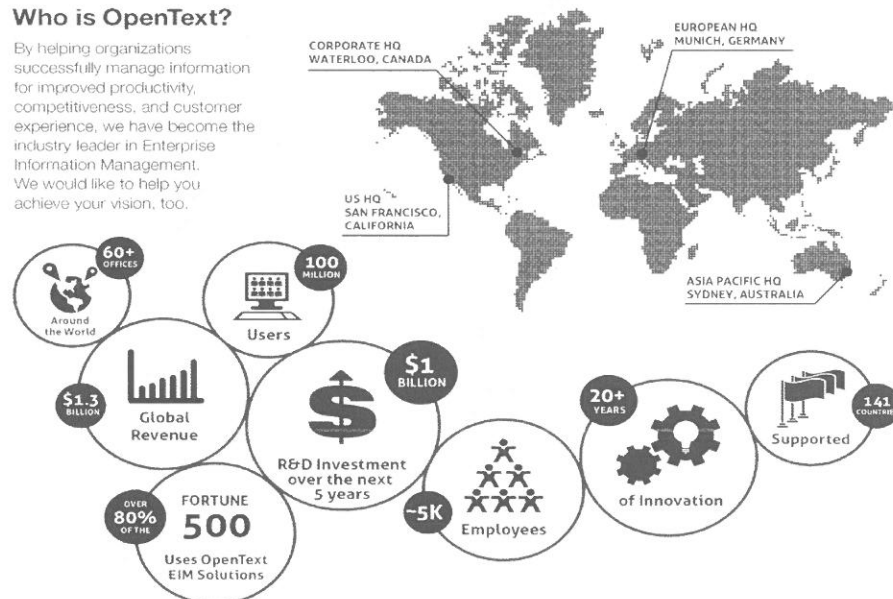 Who is OpenText?
By helping organizations
successfully manage information
for improved productivity,
competitiveness, and customer
experience, we have become the
industry leader in Enterprise
Information Management.
We would like to help you
achieve your vision, too.
CORPORATE HQ
WATERLOO, CANADA
EUROPEAN HQ
MUNICH, GERMANY
US HQ
SAN FRANCISCO,
CALIFORNIA
ASIA PACIFIC HQ
SYDNEY, AUSTRALIA
60+
OFFICES
Around
the World
100
MILLION
Users
$1.3
BILLION
Global
Revenue
$1
BILLION
R&D Investment
over the next
5 years
OVER
80%
OF THE
FORTUNE
500
Uses OpenText
EIM Solutions
~5K
Employees
20+
YEARS
of Innovation
Supported
141
COUNTRIE